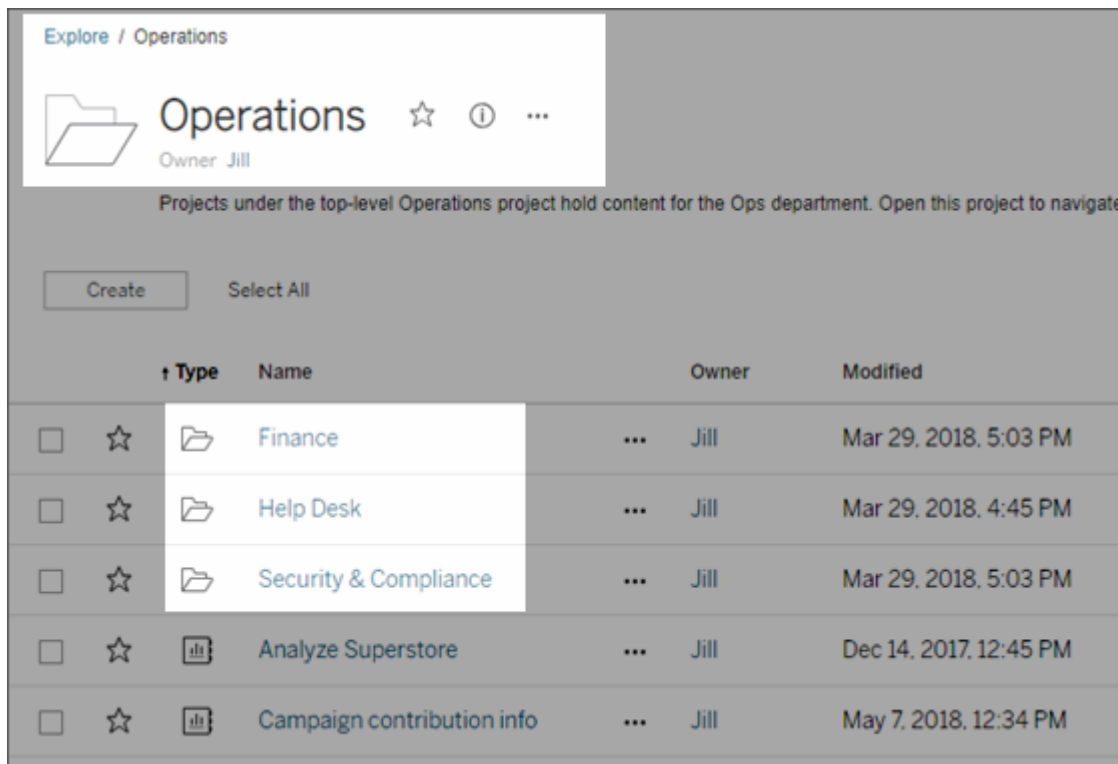 Explore / Operations
Operations
Owner Jill
Projects under the top-level Operations project hold content for the Ops department. Open this project to navigate
Create Select All
↑ Type Name Owner Modified
Finance ... Jill Mar 29, 2018, 5:03 PM
Help Desk ... Jill Mar 29, 2018, 4:45 PM
Security & Compliance ... Jill Mar 29, 2018, 5:03 PM
Analyze Superstore ... Jill Dec 14, 2017, 12:45 PM
Campaign contribution info ... Jill May 7, 2018, 12:34 PM